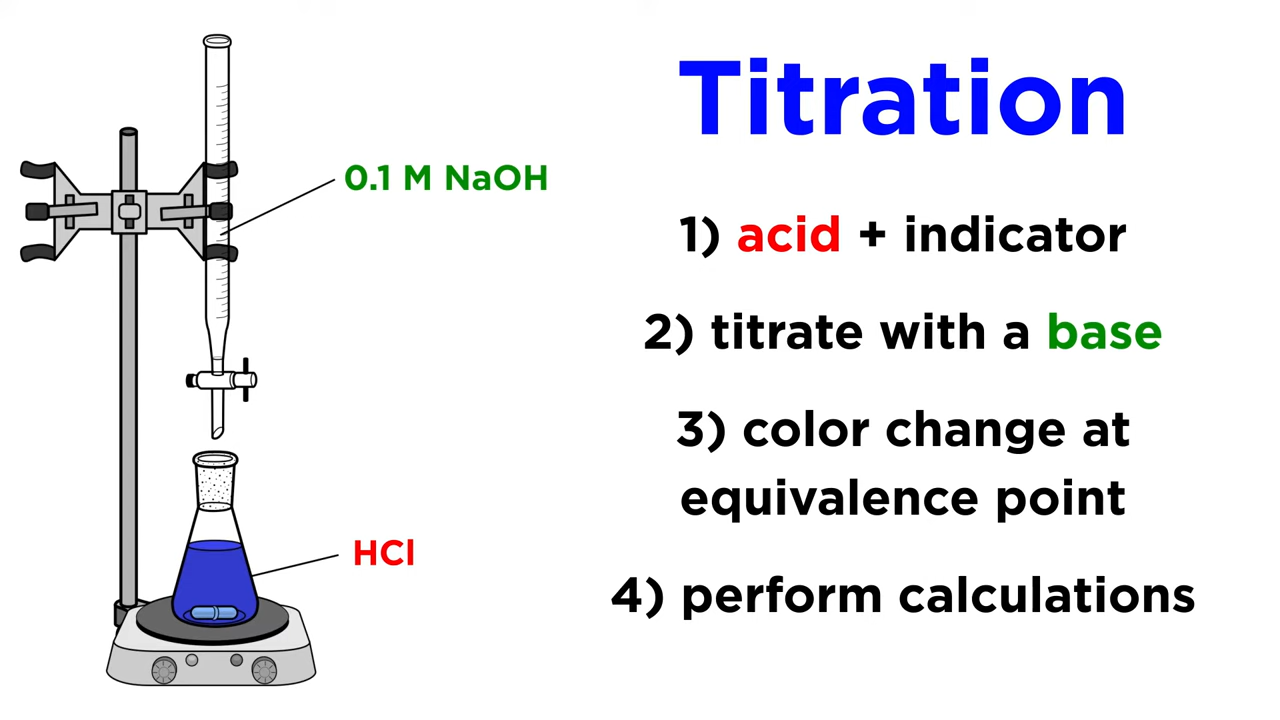 Titration
0.1 M NaOH
1) acid + indicator
2) titrate with a base
3) color change at
equivalence point
HCl
4) perform calculations